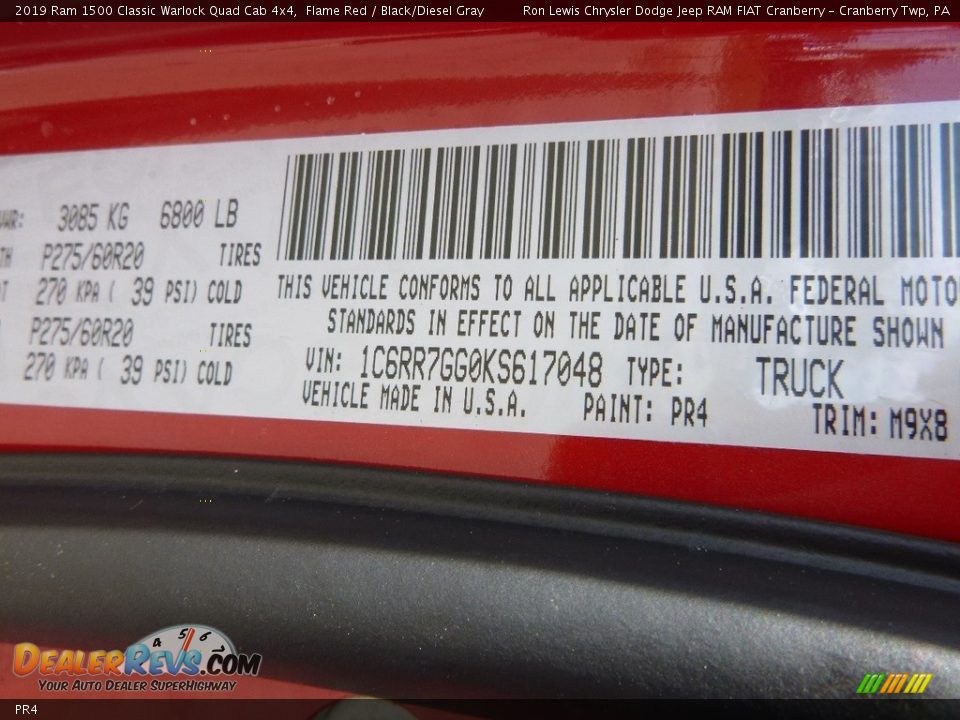 2019 Ram 1500 Classic Warlock Quad Cab 4x4, Flame Red / Black/Diesel Gray Ron Lewis Chrysler Dodge Jeep RAM FIAT Cranberry - Cranberry Twp, PA
3085 KG 6800 LB
P275/60R20 TIRES
270 KPA ( 39 PSI) COLD
P275/60R20 TIRES
270 KPA ( 39 PSI) COLD
THIS VEHICLE CONFORMS TO ALL APPLICABLE U.S.A. FEDERAL MOTO
STANDARDS IN EFFECT ON THE DATE OF MANUFACTURE SHOWN
VIN: 1C6RR7GG0KS617048 TYPE: TRUCK
VEHICLE MADE IN U.S.A. PAINT: PR4 TRIM: M9X8
4 5 6
DEALERREVS.COM
YOUR AUTO DEALER SUPERHIGHWAY
PR4